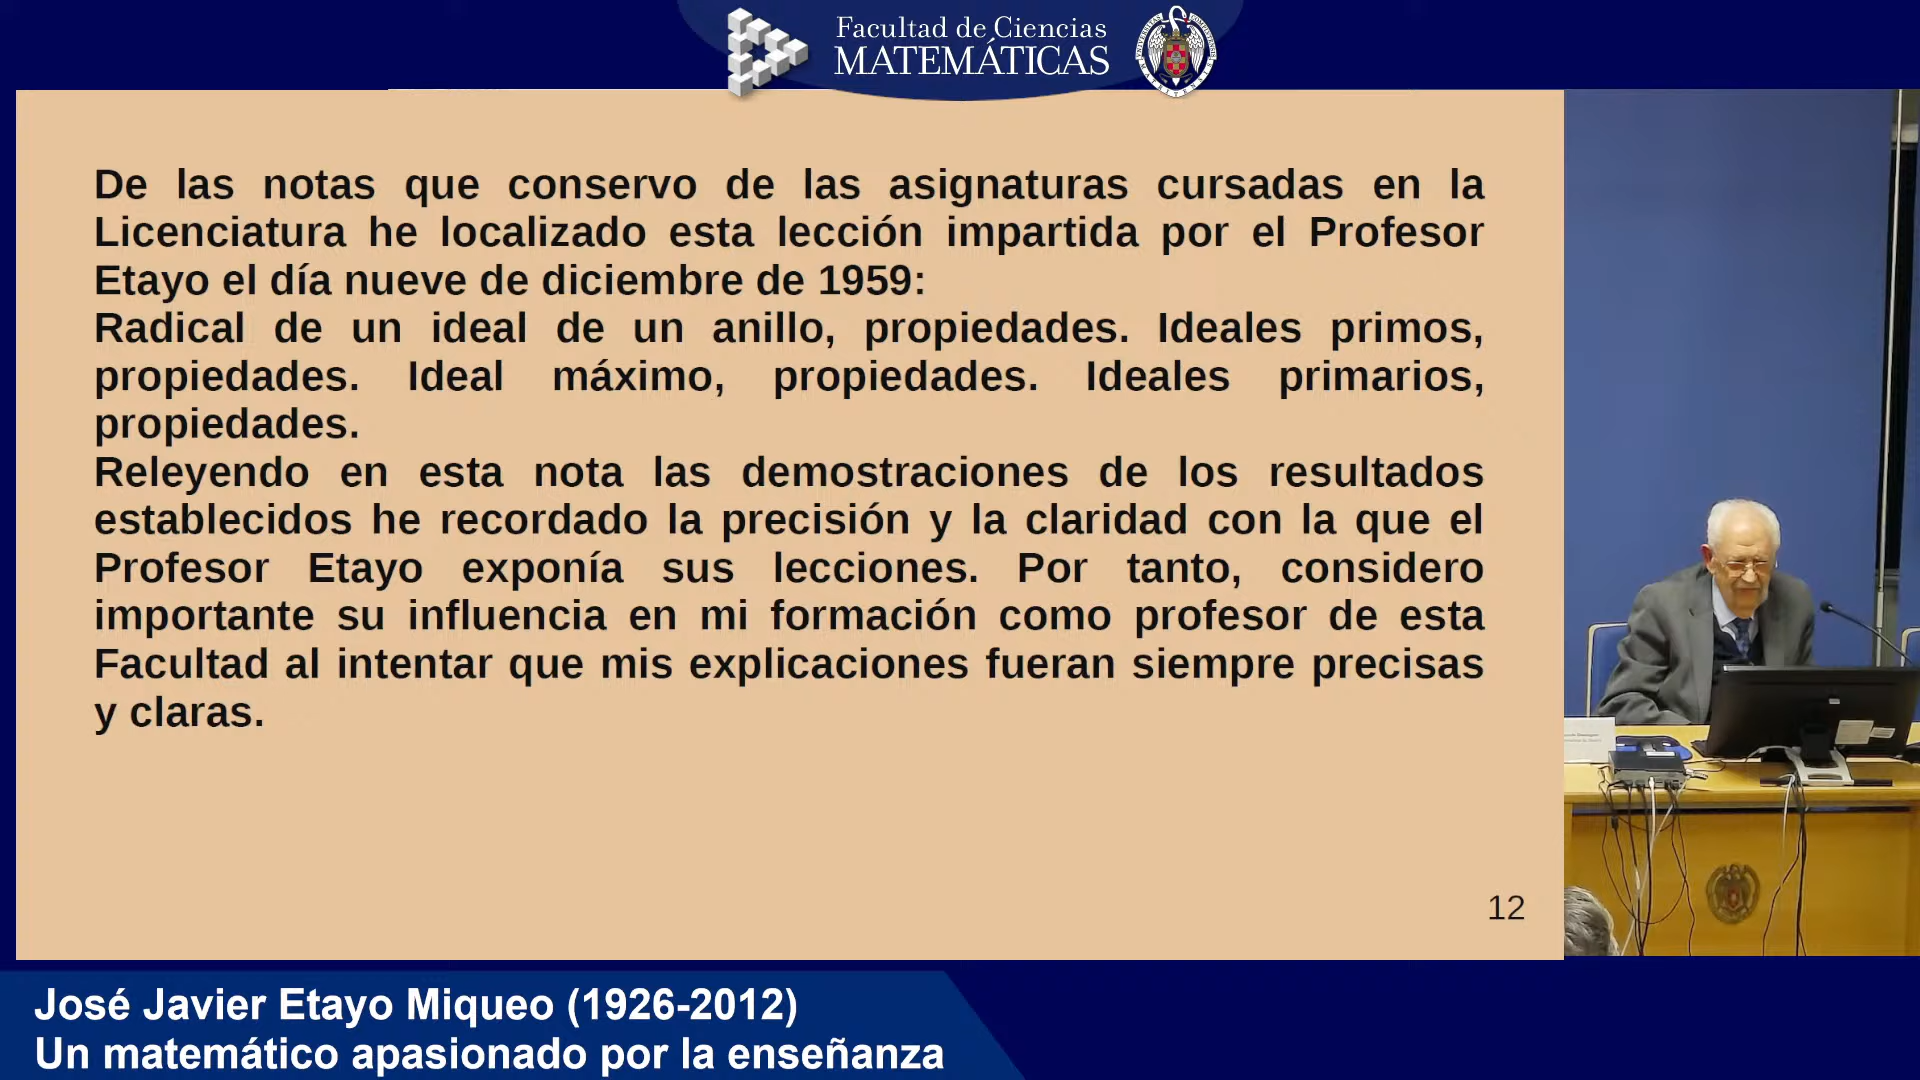 Facultad de Ciencias
MATEMÁTICAS
De las notas que conservo de las asignaturas cursadas en la
Licenciatura he localizado esta lección impartida por el Profesor
Etayo el día nueve de diciembre de 1959:
Radical de un ideal de un anillo, propiedades. Ideales primos,
propiedades. Ideal máximo, propiedades. Ideales primarios,
propiedades.
Releyendo en esta nota las demostraciones de los resultados
establecidos he recordado la precisión y la claridad con la que el
Profesor Etayo exponía sus lecciones. Por tanto, considero
importante su influencia en mi formación como profesor de esta
Facultad al intentar que mis explicaciones fueran siempre precisas
y claras.
12
José Javier Etayo Miqueo (1926-2012)
Un matemático apasionado por la enseñanza